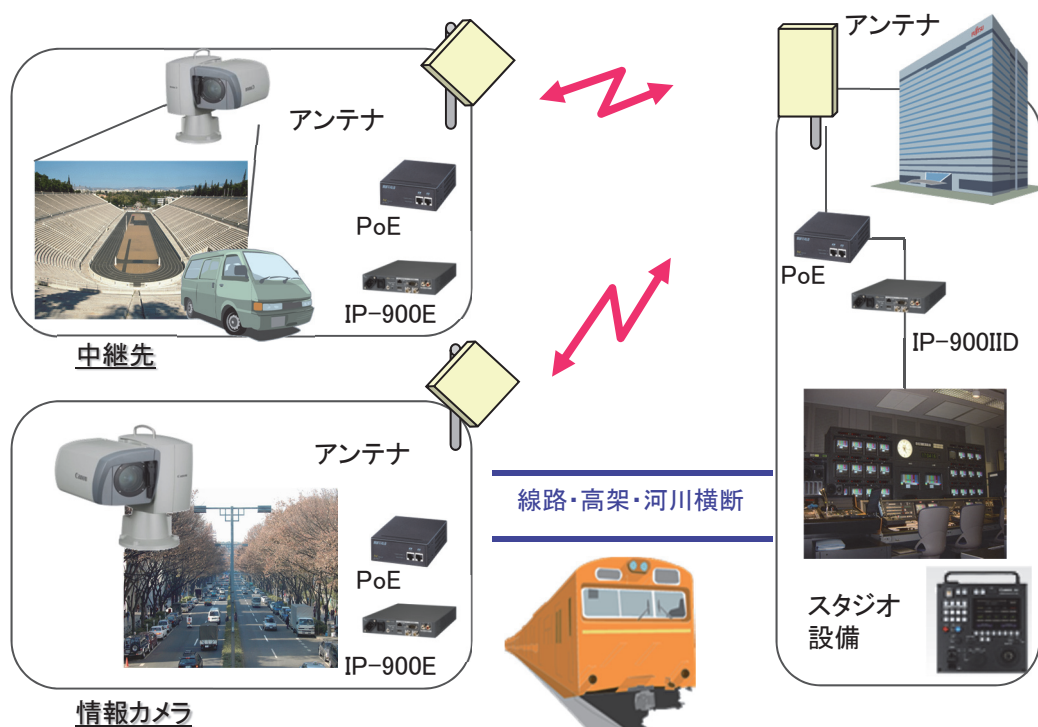 アンテナ
PoE
IP-900E
中継先
アンテナ
PoE
IP-900E
情報カメラ
線路・高架・河川横断
アンテナ
PoE
IP-900IID
スタジオ
設備